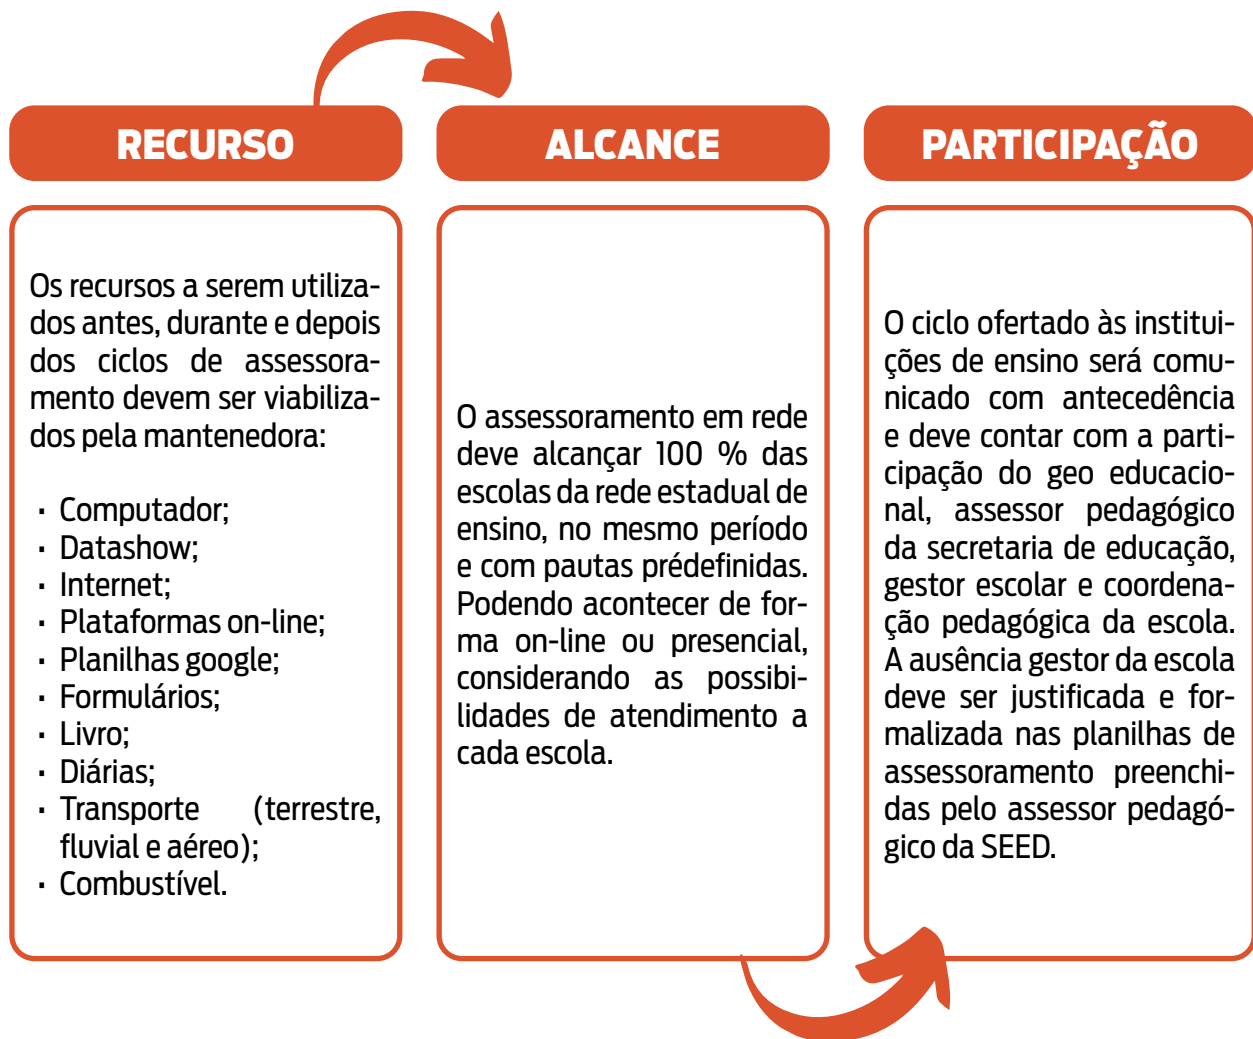 RECURSO
Os recursos a serem utiliza-
dos antes, durante e depois
dos ciclos de assessora-
mento devem ser viabiliza-
dos pela mantenedora:
· Computador;
· Datashow;
· Internet;
· Plataformas on-line;
· Planilhas google;
· Formulários;
· Livro;
· Diárias;
· Transporte (terrestre,
fluvial e aéreo);
· Combustível.
ALCANCE
O assessoramento em rede
deve alcançar 100 % das
escolas da rede estadual de
ensino, no mesmo período
e com pautas prédefinidas.
Podendo acontecer de for-
ma on-line ou presencial,
considerando as possibi-
lidades de atendimento a
cada escola.
PARTICIPAÇÃO
O ciclo ofertado às institui-
ções de ensino será comu-
nicado com antecedência
e deve contar com a parti-
cipação do geo educacio-
nal, assessor pedagógico
da secretaria de educação,
gestor escolar e coordena-
ção pedagógica da escola.
A ausência gestor da escola
deve ser justificada e for-
malizada nas planilhas de
assessoramento preenchi-
das pelo assessor pedagó-
gico da SEED.